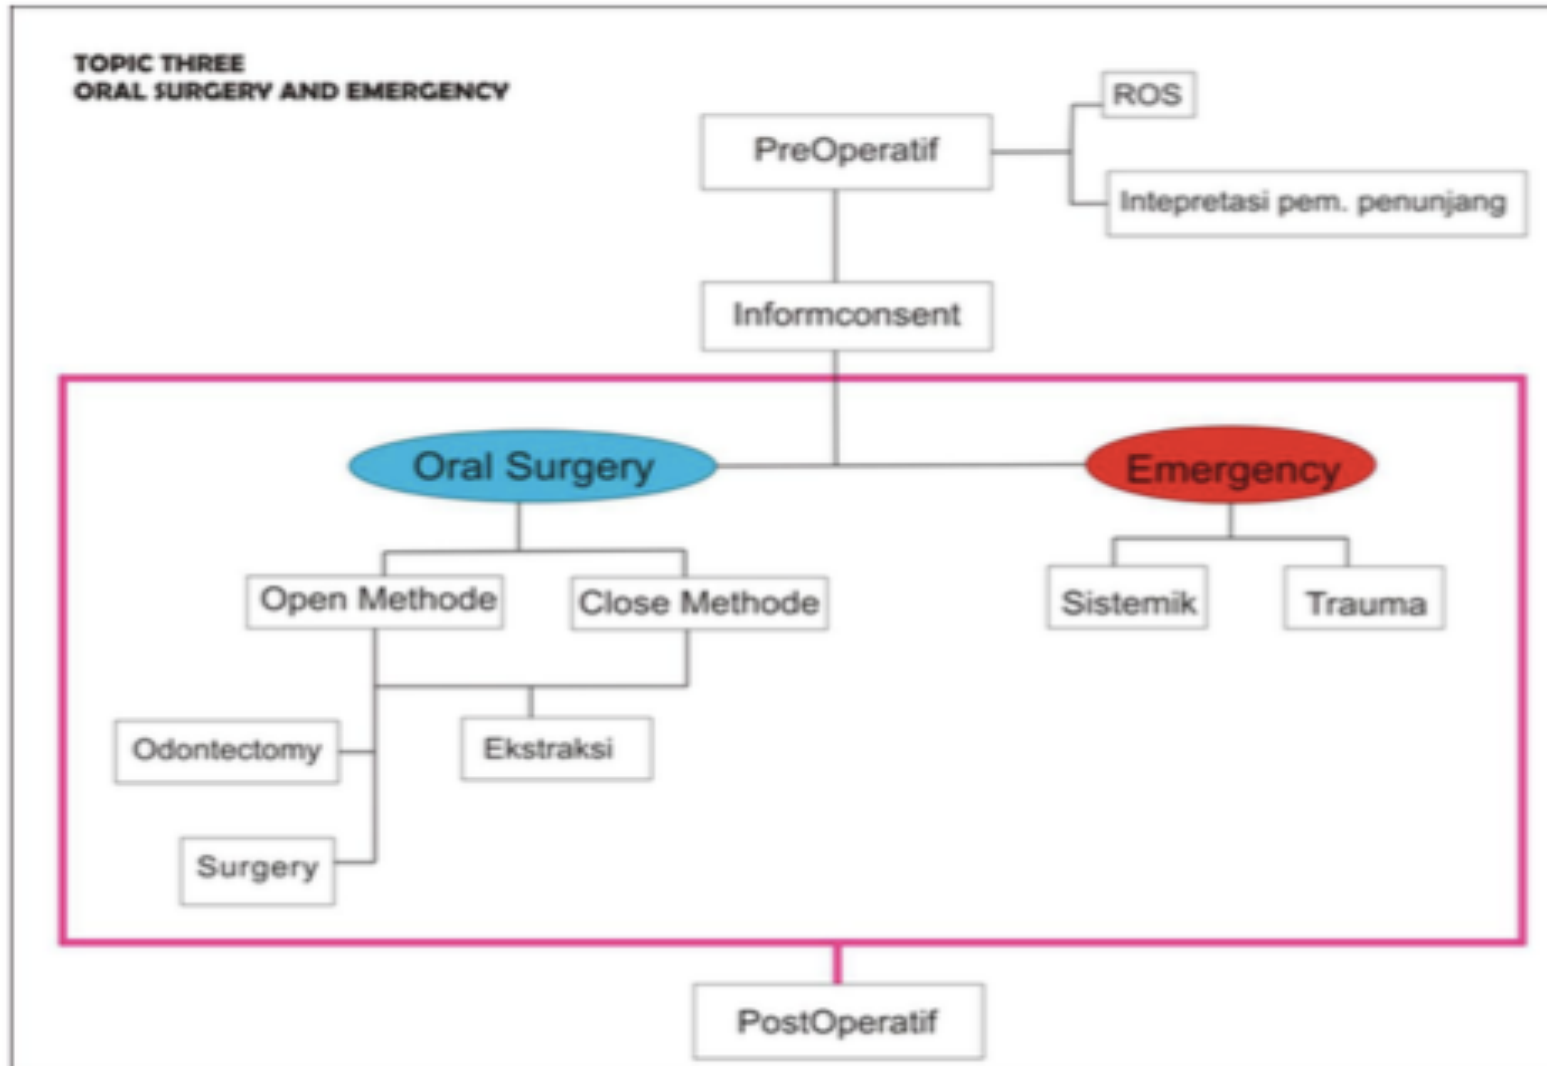 TOPIC THREE
ORAL SURGERY AND EMERGENCY
PreOperatif
ROS
Intepretasi pem. penunjang
Informconsent
Oral Surgery
Emergency
Open Methode
Close Methode
Sistemik
Trauma
Odontectomy
Ekstraksi
Surgery
PostOperatif